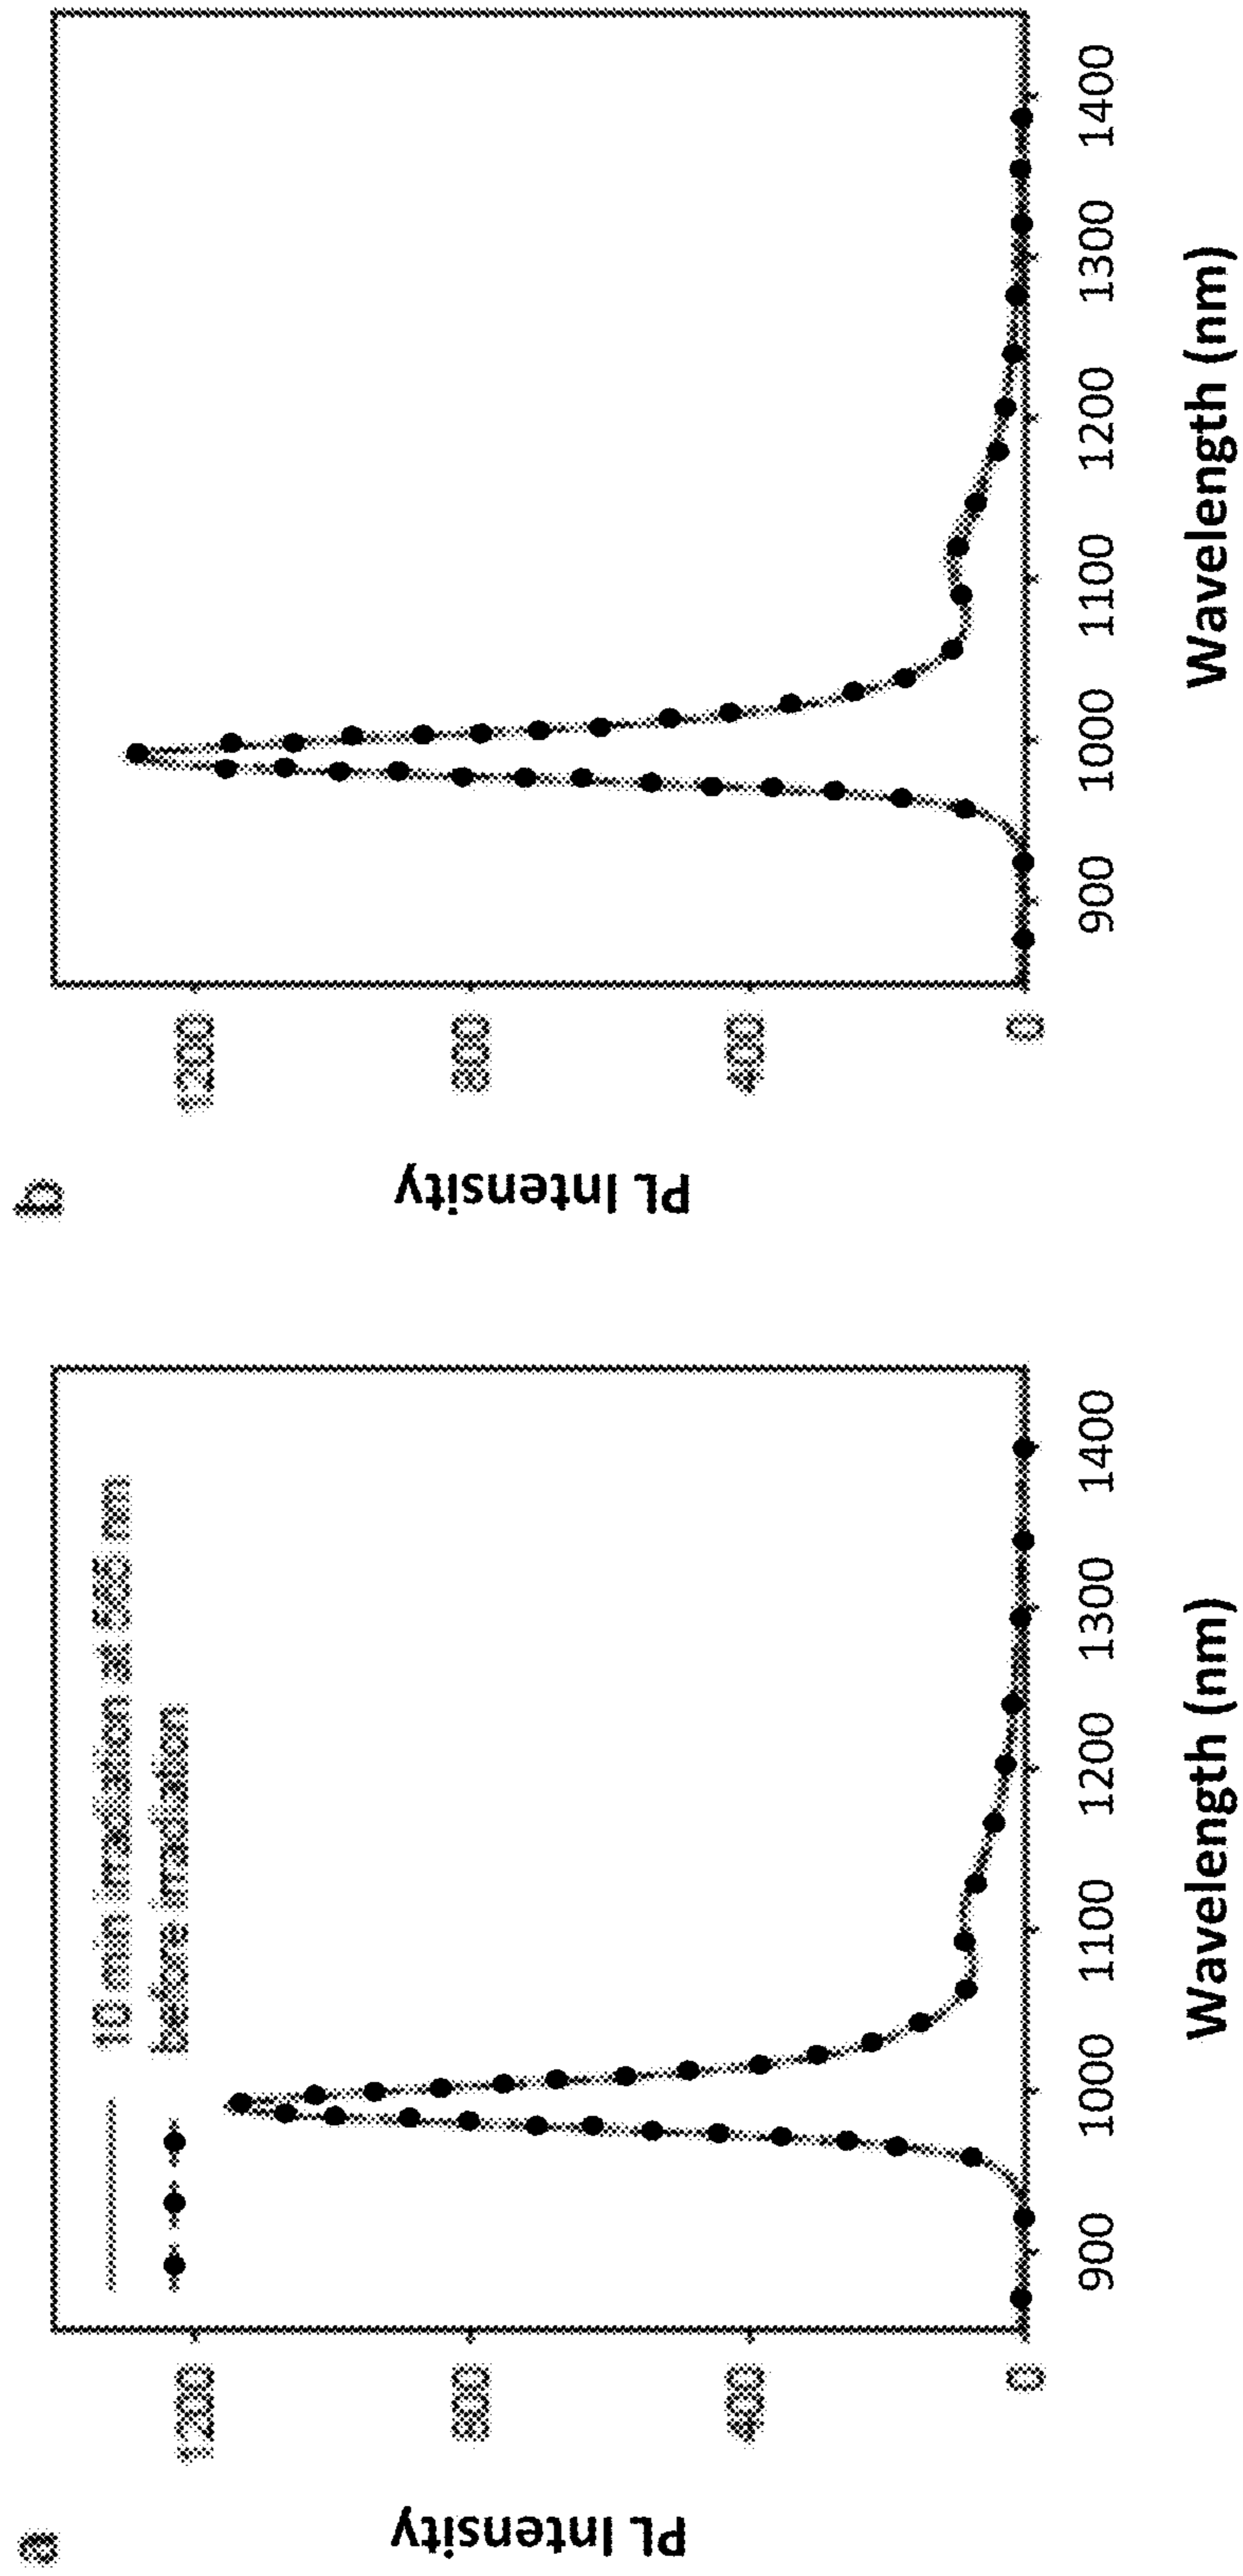 a
PL Intensity
1200
800
400
0
10 min irradiation at 565 nm
before irradiation
900 1000 1100 1200 1300 1400
Wavelength (nm)
b
PL Intensity
1200
800
400
0
900 1000 1100 1200 1300 1400
Wavelength (nm)